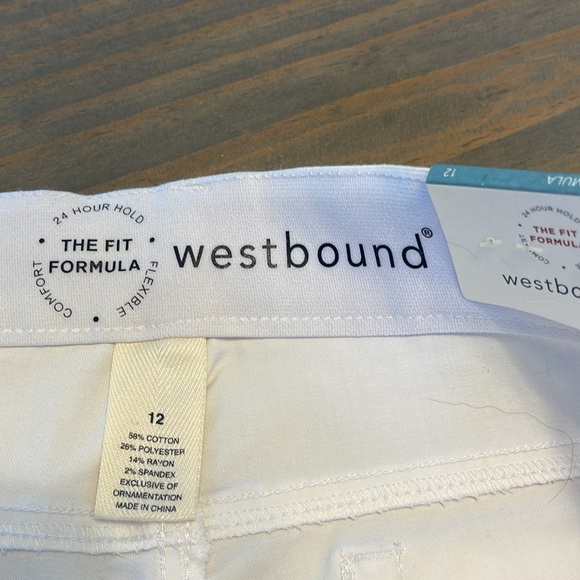 24 HOUR HOLD
THE FIT
FORMULA
COMFORT
FLEXIBLE
westbound®
12
24 HOUR HOLD
THE FIT
FORMULA
westbo
12
58% COTTON
26% POLYESTER
14% RAYON
2% SPANDEX
EXCLUSIVE OF
ORNAMENTATION
MADE IN CHINA